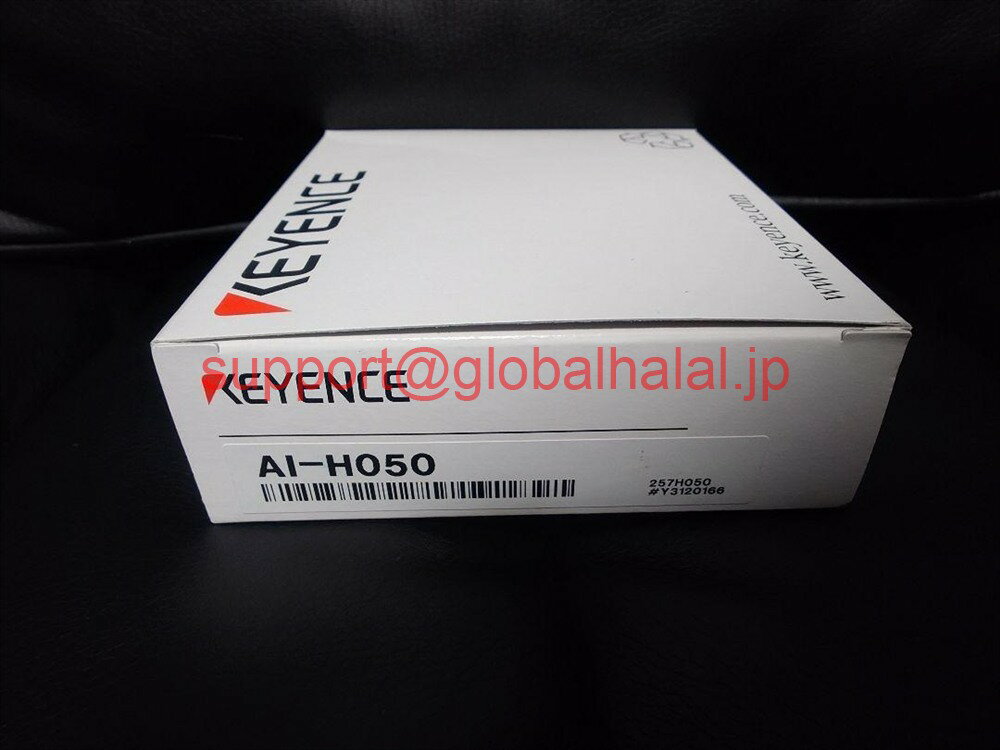 KEYENCE
www.keyence.com
support@globalhalal.jp
KEYENCE
AI-H050
257H050
#Y3120166